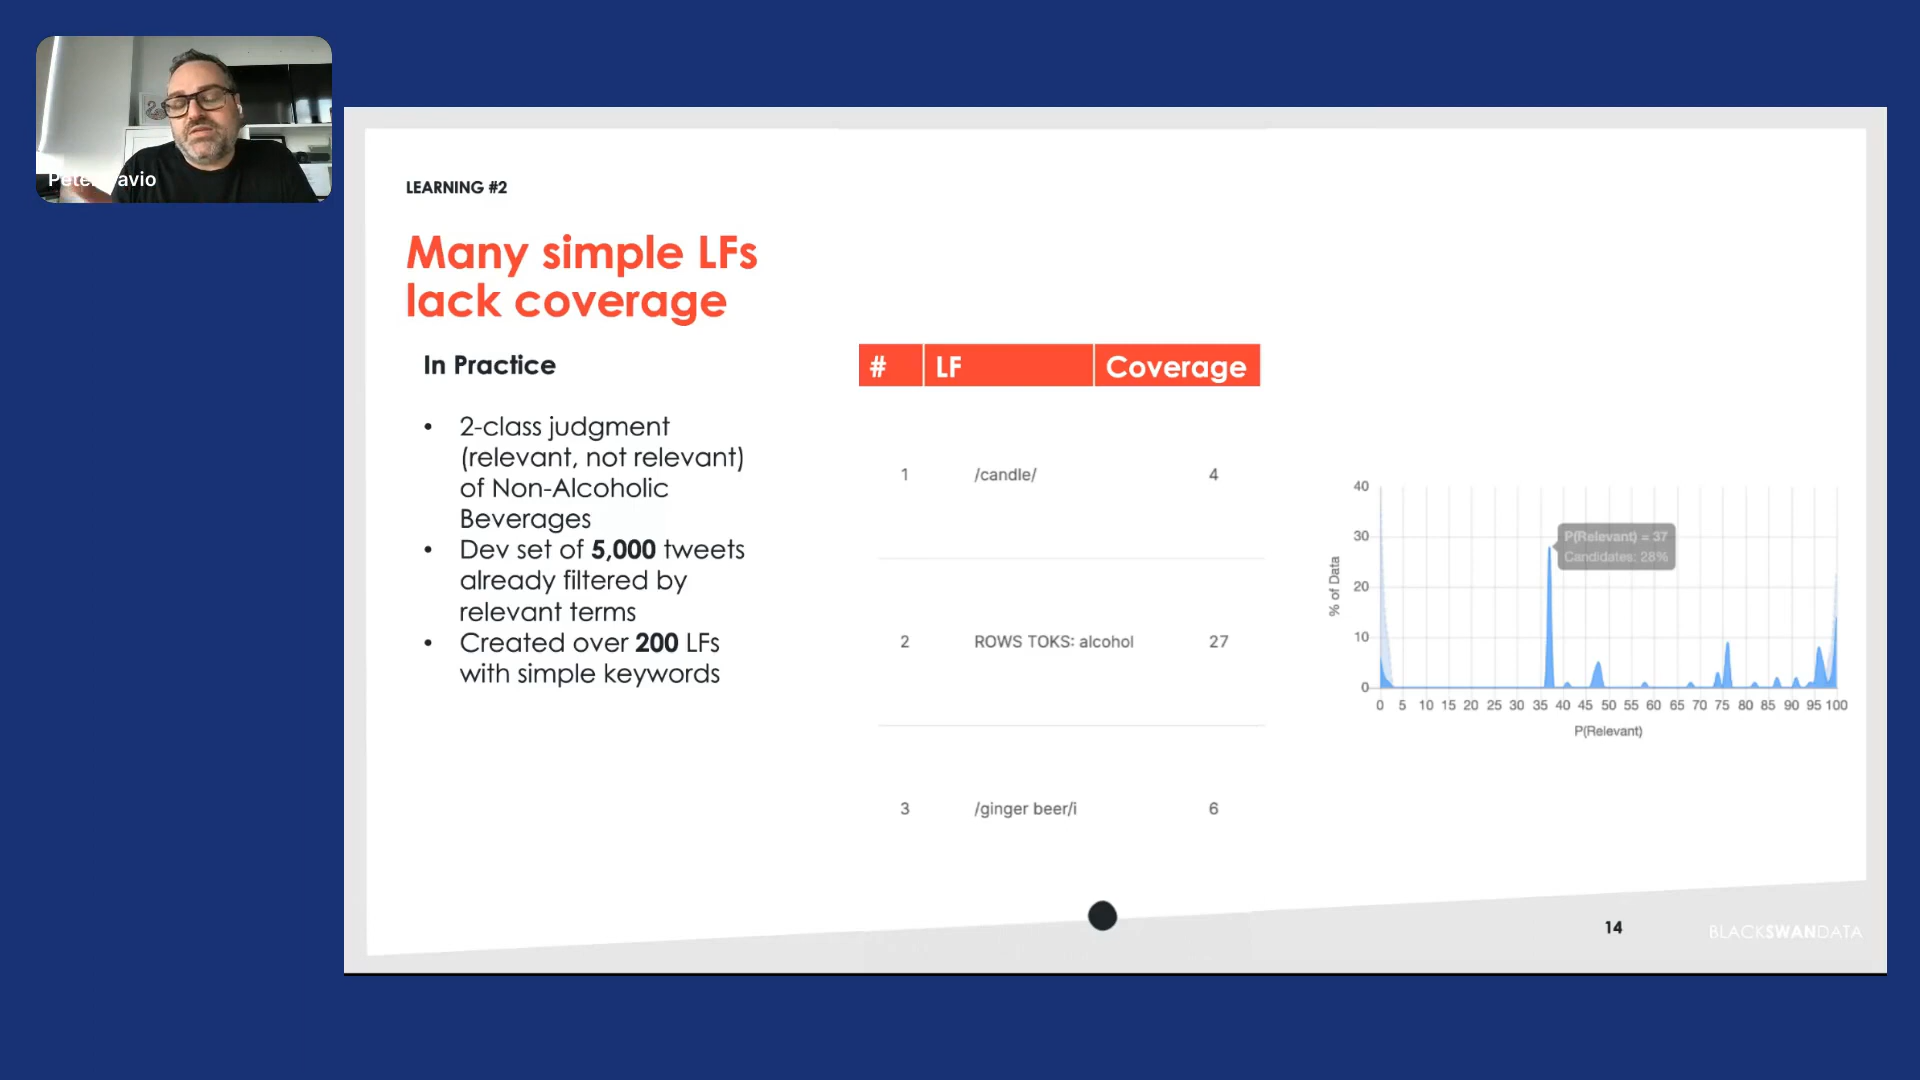 LEARNING #2
Many simple LFs
lack coverage
In Practice
• 2-class judgment
(relevant, not relevant)
of Non-Alcoholic
Beverages
• Dev set of 5,000 tweets
already filtered by
relevant terms
• Created over 200 LFs
with simple keywords
# LF Coverage
1 /candle/ 4
2 ROWS TOKS: alcohol 27
3 /ginger beer/i 6
P(Relevant) = 37
Candidates: 28%
% of Data
40
30
20
10
0
0 5 10 15 20 25 30 35 40 45 50 55 60 65 70 75 80 85 90 95 100
P(Relevant)
14
BLACKSWANDATA